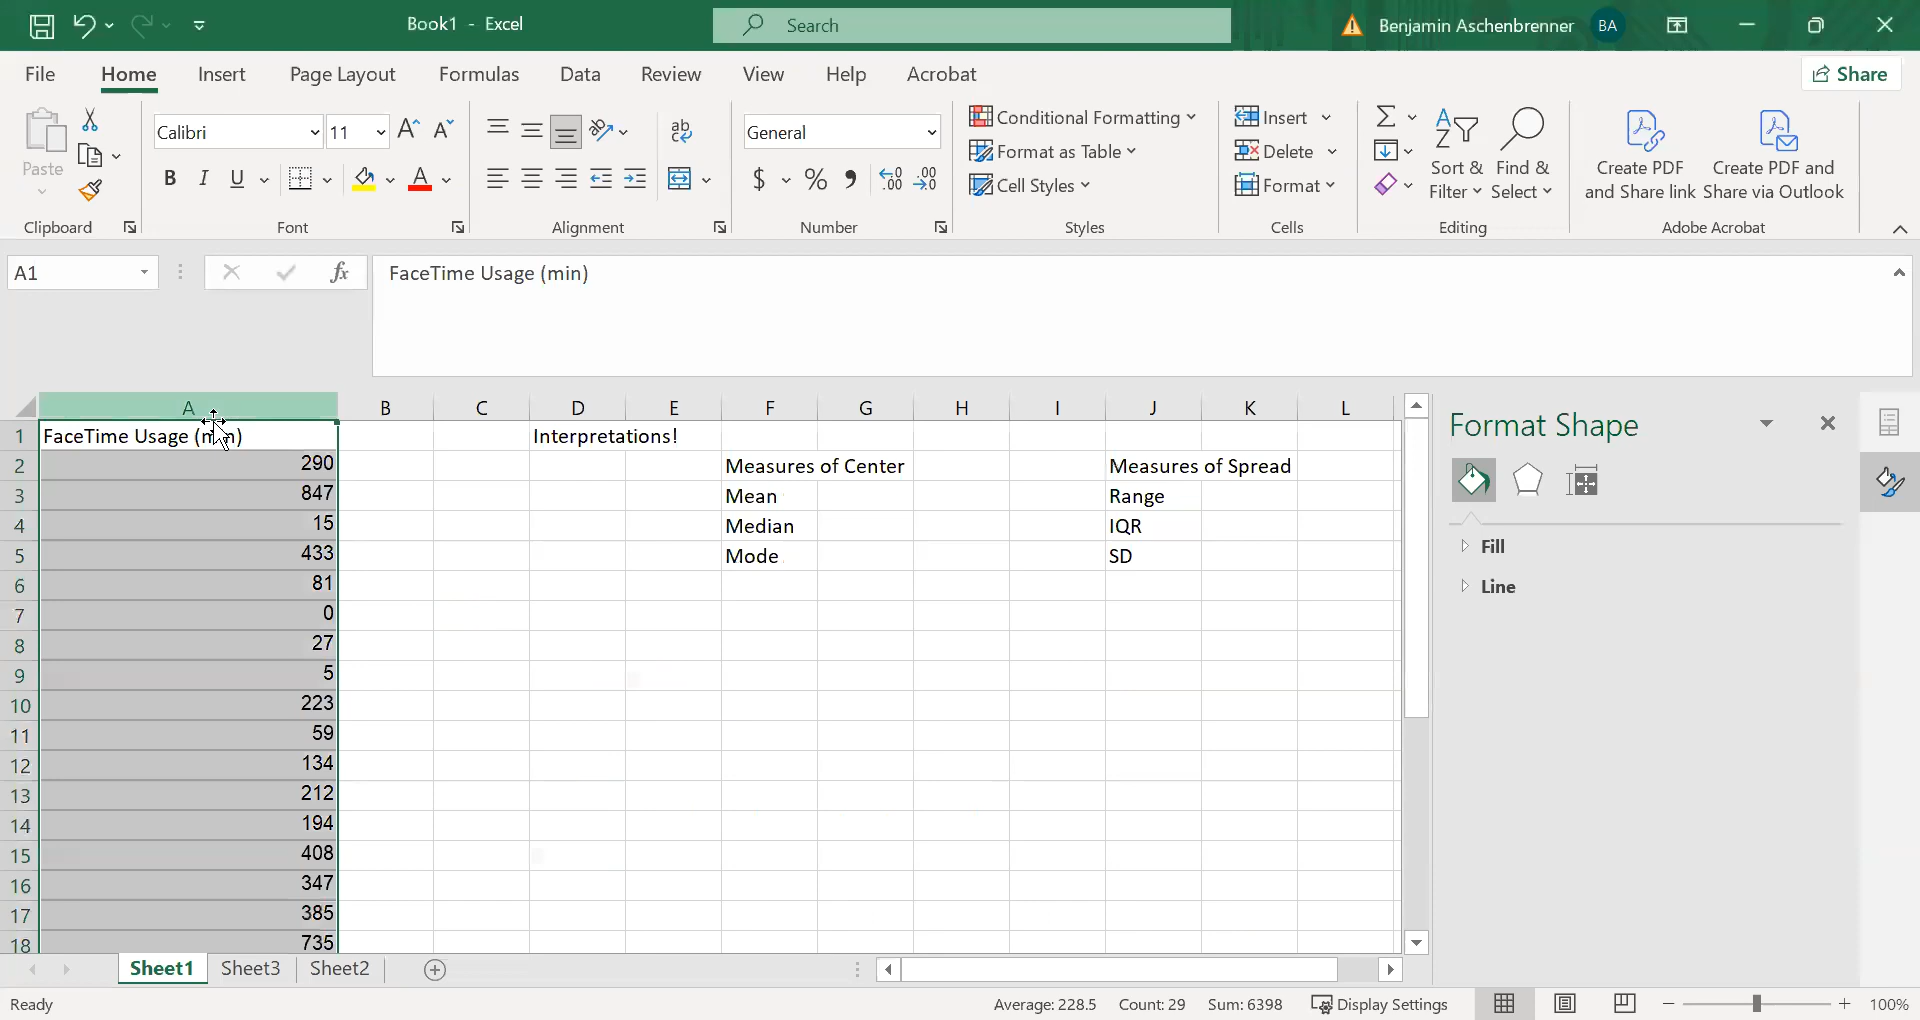 Book1 - Excel
Search
Benjamin Aschenbrenner
BA
File Home Insert Page Layout Formulas Data Review View Help Acrobat
Share
Paste
Clipboard
Calibri 11
B I U A
Font
ab
Alignment
General
$ %
Number
Conditional Formatting
Format as Table
Cell Styles
Styles
Insert
Delete
Format
Cells
Sort & Filter
Find & Select
Editing
Create PDF and Share link
Create PDF and Share via Outlook
Adobe Acrobat
A1
fx
FaceTime Usage (min)
A B C D E F G H I J K L
1 FaceTime Usage (min) Interpretations!
2 290 Measures of Center Measures of Spread
3 847 Mean Range
4 15 Median IQR
5 433 Mode SD
6 81
7 0
8 27
9 5
10 223
11 59
12 134
13 212
14 194
15 408
16 347
17 385
18 735
Format Shape
Fill
Line
Sheet1 Sheet3 Sheet2
Ready
Average: 228.5 Count: 29 Sum: 6398 Display Settings 100%